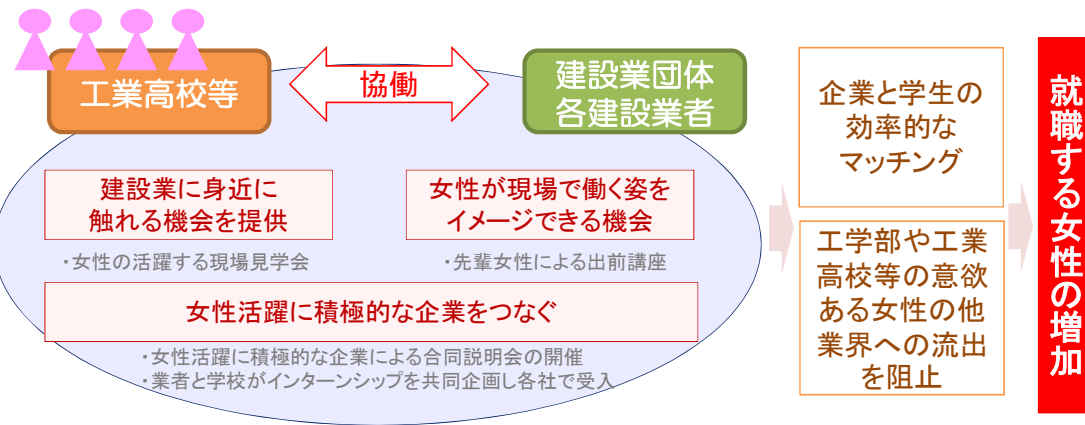 工業高校等
協働
建設業団体
各建設業者
建設業に身近に
触れる機会を提供
・女性の活躍する現場見学会
女性が現場で働く姿を
イメージできる機会
・先輩女性による出前講座
女性活躍に積極的な企業をつなぐ
・女性活躍に積極的な企業による合同説明会の開催
・業者と学校がインターンシップを共同企画し各社で受入
企業と学生の
効率的な
マッチング
工学部や工業
高校等の意欲
ある女性の他
業界への流出
を阻止
就職する女性の増加